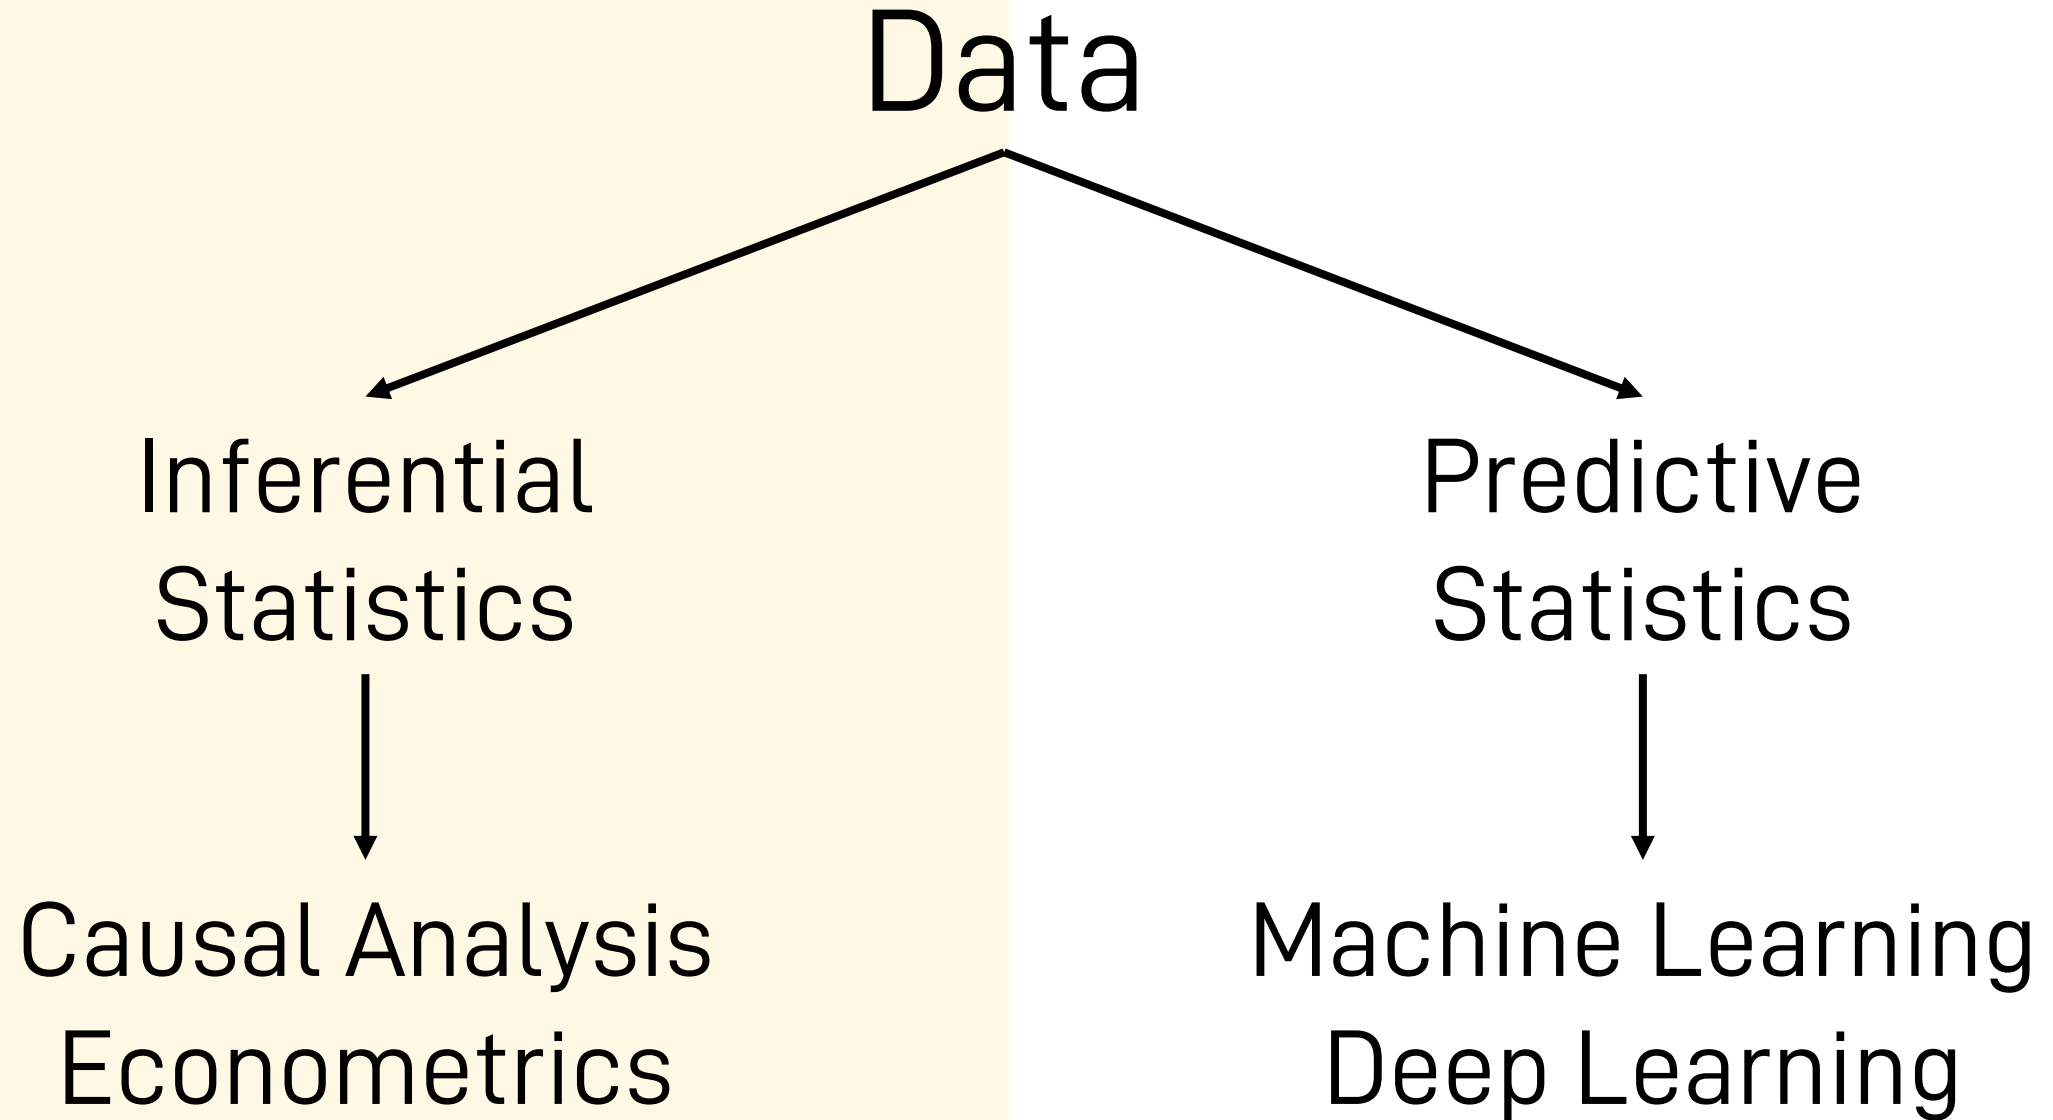 Data
Inferential
Statistics
Predictive
Statistics
Causal Analysis
Econometrics
Machine Learning
Deep Learning